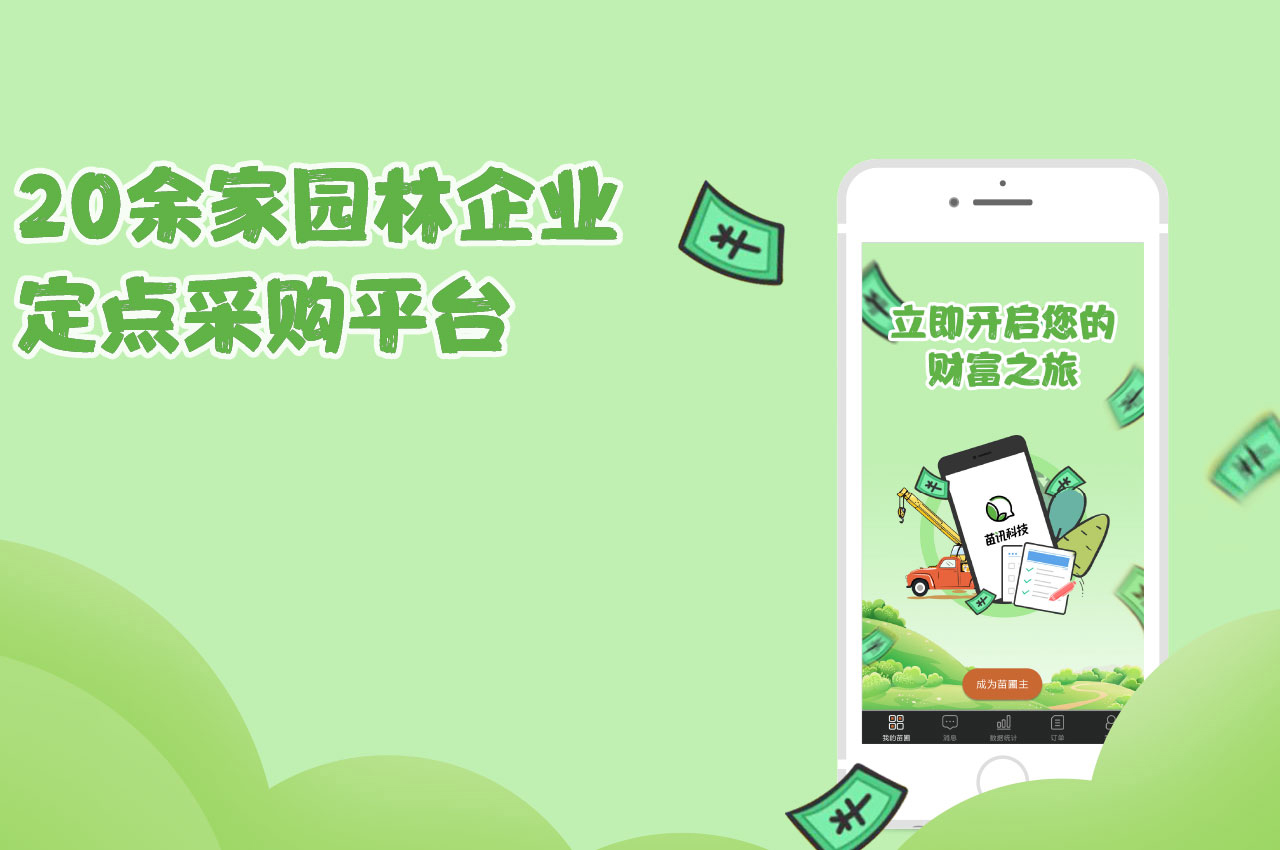 20余家园林企业
定点采购平台
立即开启您的
财富之旅
苗讯科技
成为苗圃主
我的苗圃
消息
数据统计
订单